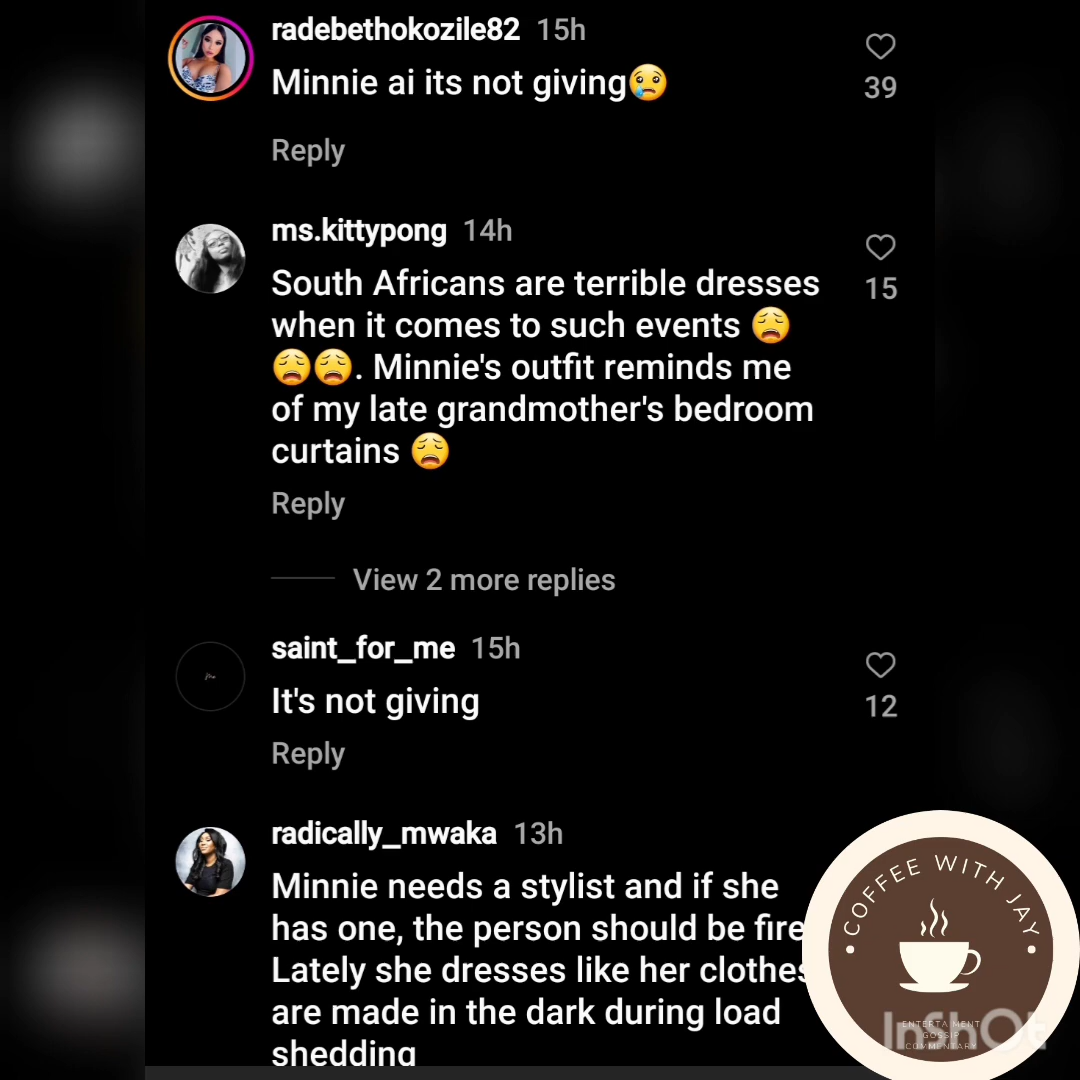 radebethokozile82 15h
Minnie ai its not giving😢
39
Reply
ms.kittypong 14h
South Africans are terrible dresses
when it comes to such events 😩
😩😩. Minnie's outfit reminds me
of my late grandmother's bedroom
curtains 😩
15
Reply
View 2 more replies
saint_for_me 15h
It's not giving
12
Reply
radically_mwaka 13h
Minnie needs a stylist and if she
has one, the person should be fire
Lately she dresses like her clothes
are made in the dark during load
shedding
COFFEE WITH JAY
ENTERTAINMENT
GOSSIP
COMMENTARY
InShOt